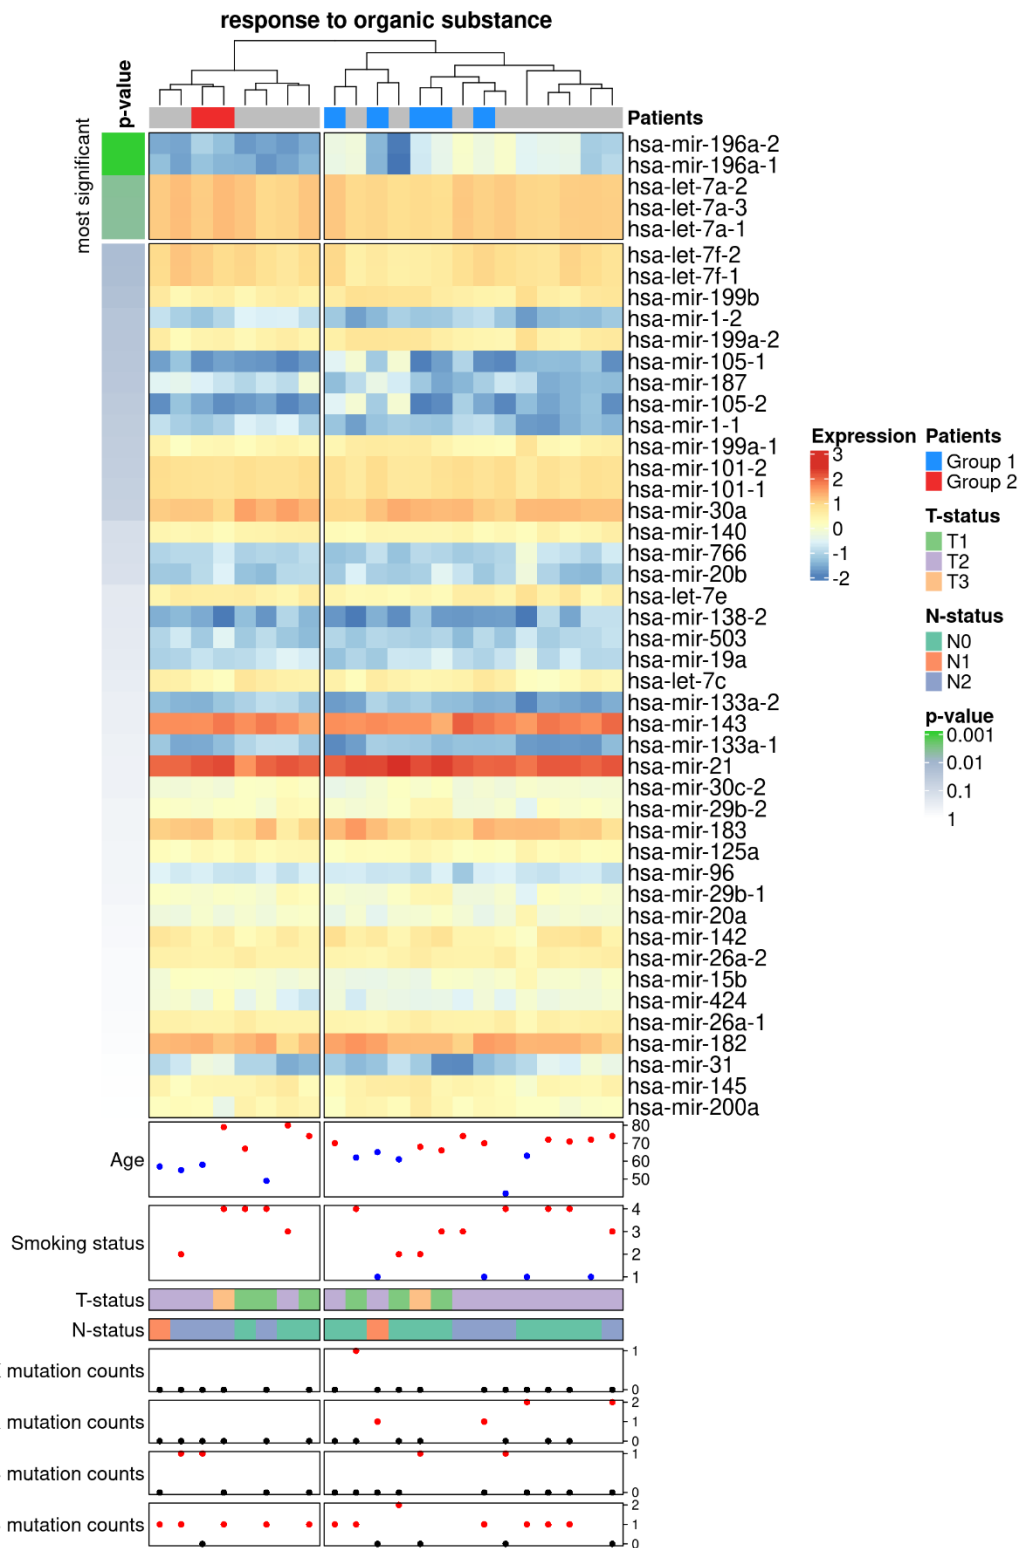 response to organic substance
p-value
most significant
Patients
hsa-mir-196a-2
hsa-mir-196a-1
hsa-let-7a-2
hsa-let-7a-3
hsa-let-7a-1
hsa-let-7f-2
hsa-let-7f-1
hsa-mir-199b
hsa-mir-1-2
hsa-mir-199a-2
hsa-mir-105-1
hsa-mir-187
hsa-mir-105-2
hsa-mir-1-1
hsa-mir-199a-1
hsa-mir-101-2
hsa-mir-101-1
hsa-mir-30a
hsa-mir-140
hsa-mir-766
hsa-mir-20b
hsa-let-7e
hsa-mir-138-2
hsa-mir-503
hsa-mir-19a
hsa-let-7c
hsa-mir-133a-2
hsa-mir-143
hsa-mir-133a-1
hsa-mir-21
hsa-mir-30c-2
hsa-mir-29b-2
hsa-mir-183
hsa-mir-125a
hsa-mir-96
hsa-mir-29b-1
hsa-mir-20a
hsa-mir-142
hsa-mir-26a-2
hsa-mir-15b
hsa-mir-424
hsa-mir-26a-1
hsa-mir-182
hsa-mir-31
hsa-mir-145
hsa-mir-200a
Expression
3
2
1
0
-1
-2
Patients
Group 1
Group 2
T-status
T1
T2
T3
N-status
N0
N1
N2
p-value
0.001
0.01
0.1
1
Age
80
70
60
50
Smoking status
4
3
2
1
T-status
N-status
mutation counts
1
0
mutation counts
2
1
0
mutation counts
1
0
mutation counts
2
1
0